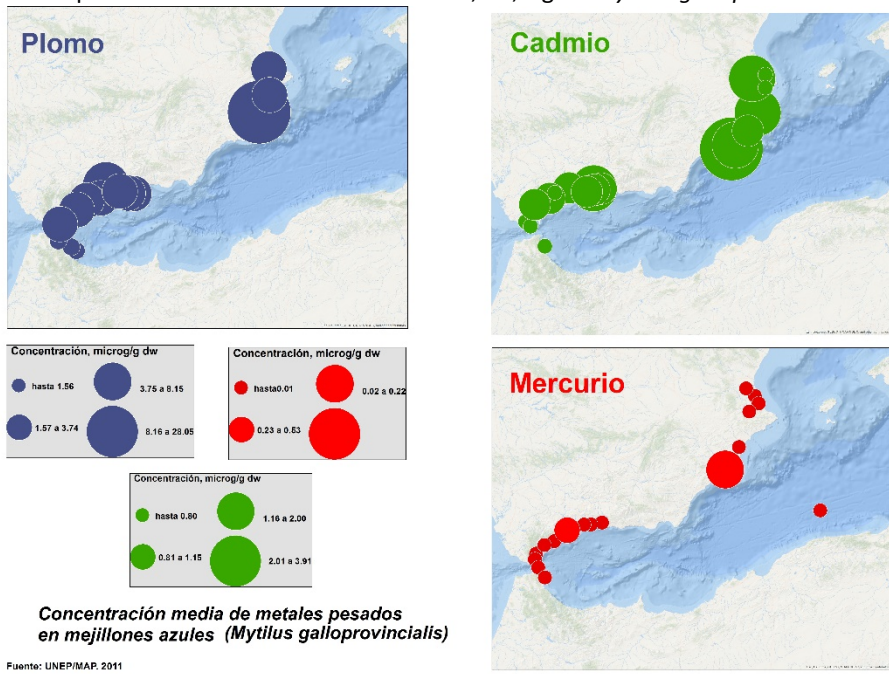 Plomo
Cadmio
Concentración, microg/g dw
hasta 1.56
3.75 a 8.15
1.57 a 3.74
8.16 a 28.05
Concentración, microg/g dw
hasta0.01
0.02 a 0.22
0.23 a 0.53
Mercurio
Concentración, microg/g dw
hasta 0.80
1.16 a 2.00
0.81 a 1.15
2.01 a 3.91
Concentración media de metales pesados
en mejillones azules (Mytilus galloprovincialis)
Fuente: UNEP/MAP, 2011